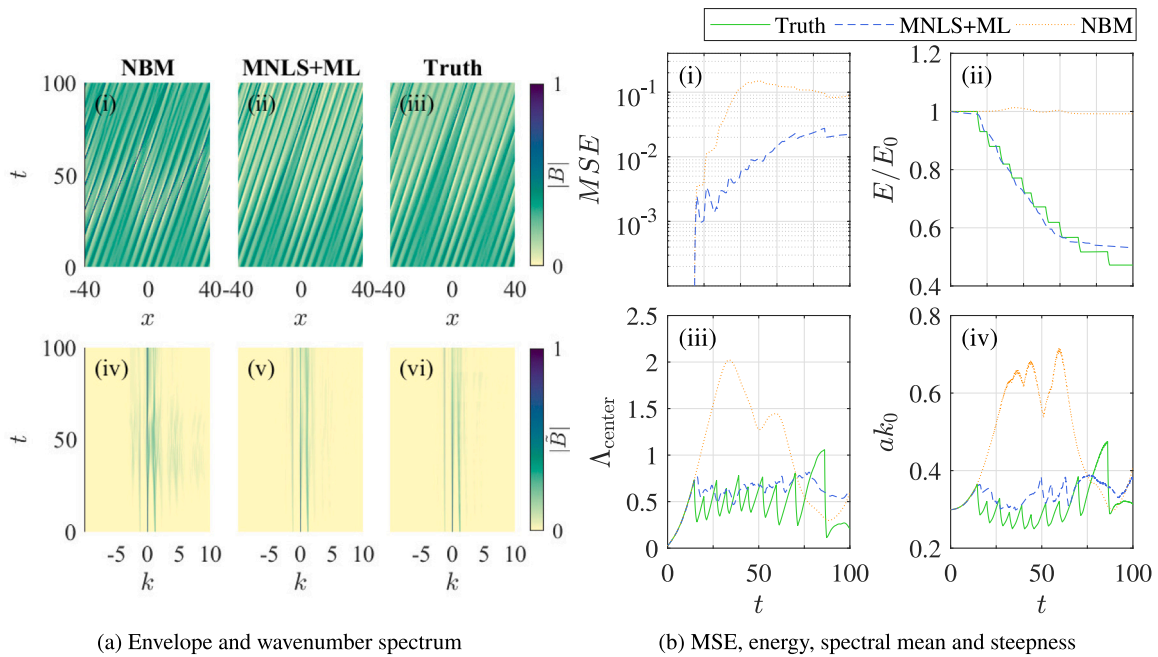 Truth MNLS+ML NBM
NBM MNLS+ML Truth
(i) (ii) (iii)
t
100
50
0
-40 0 40-40 0 40-40 0 40
x x x
1
0
|B|
(iv) (v) (vi)
t
100
50
0
-5 0 5 10 -5 0 5 10 -5 0 5 10
k k k
1
0
|B̃|
(a) Envelope and wavenumber spectrum
(i)
MSE
10⁻¹
10⁻²
10⁻³
(ii)
E/E₀
1.2
1
0.8
0.6
0.4
(iii)
Λcenter
2.5
2
1.5
1
0.5
0
0 50 100
t
(iv)
ak₀
0.8
0.6
0.4
0.2
0 50 100
t
(b) MSE, energy, spectral mean and steepness